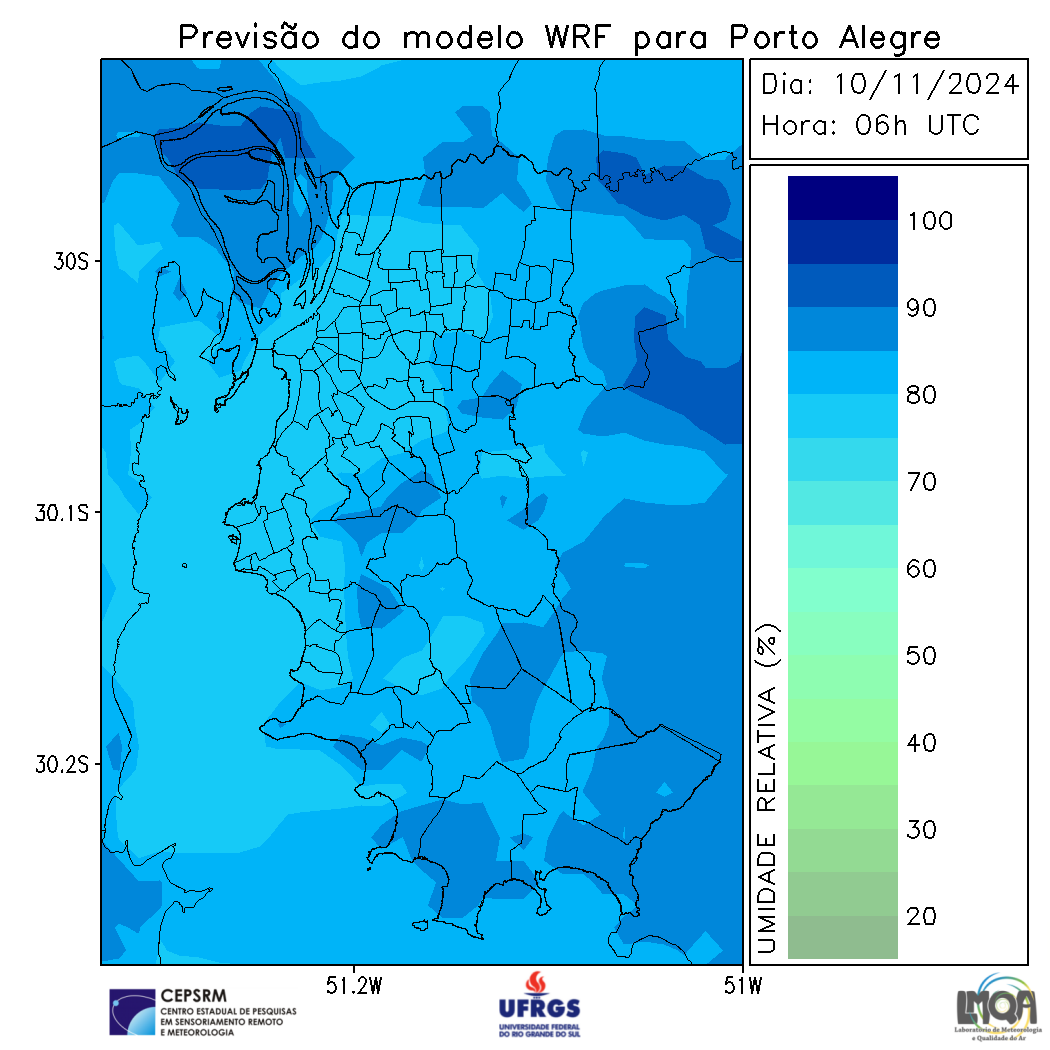 Previsão do modelo WRF para Porto Alegre
Dia: 10/11/2024
Hora: 06h UTC
30S
30.1S
30.2S
51.2W
51W
UMIDADE RELATIVA (%)
100
90
80
70
60
50
40
30
20
CEPSRM
CENTRO ESTADUAL DE PESQUISAS
EM SENSORIAMENTO REMOTO
E METEOROLOGIA
UFRGS
UNIVERSIDADE FEDERAL
DO RIO GRANDE DO SUL
LMQA
Laboratório de Meteorologia
e Qualidade do Ar